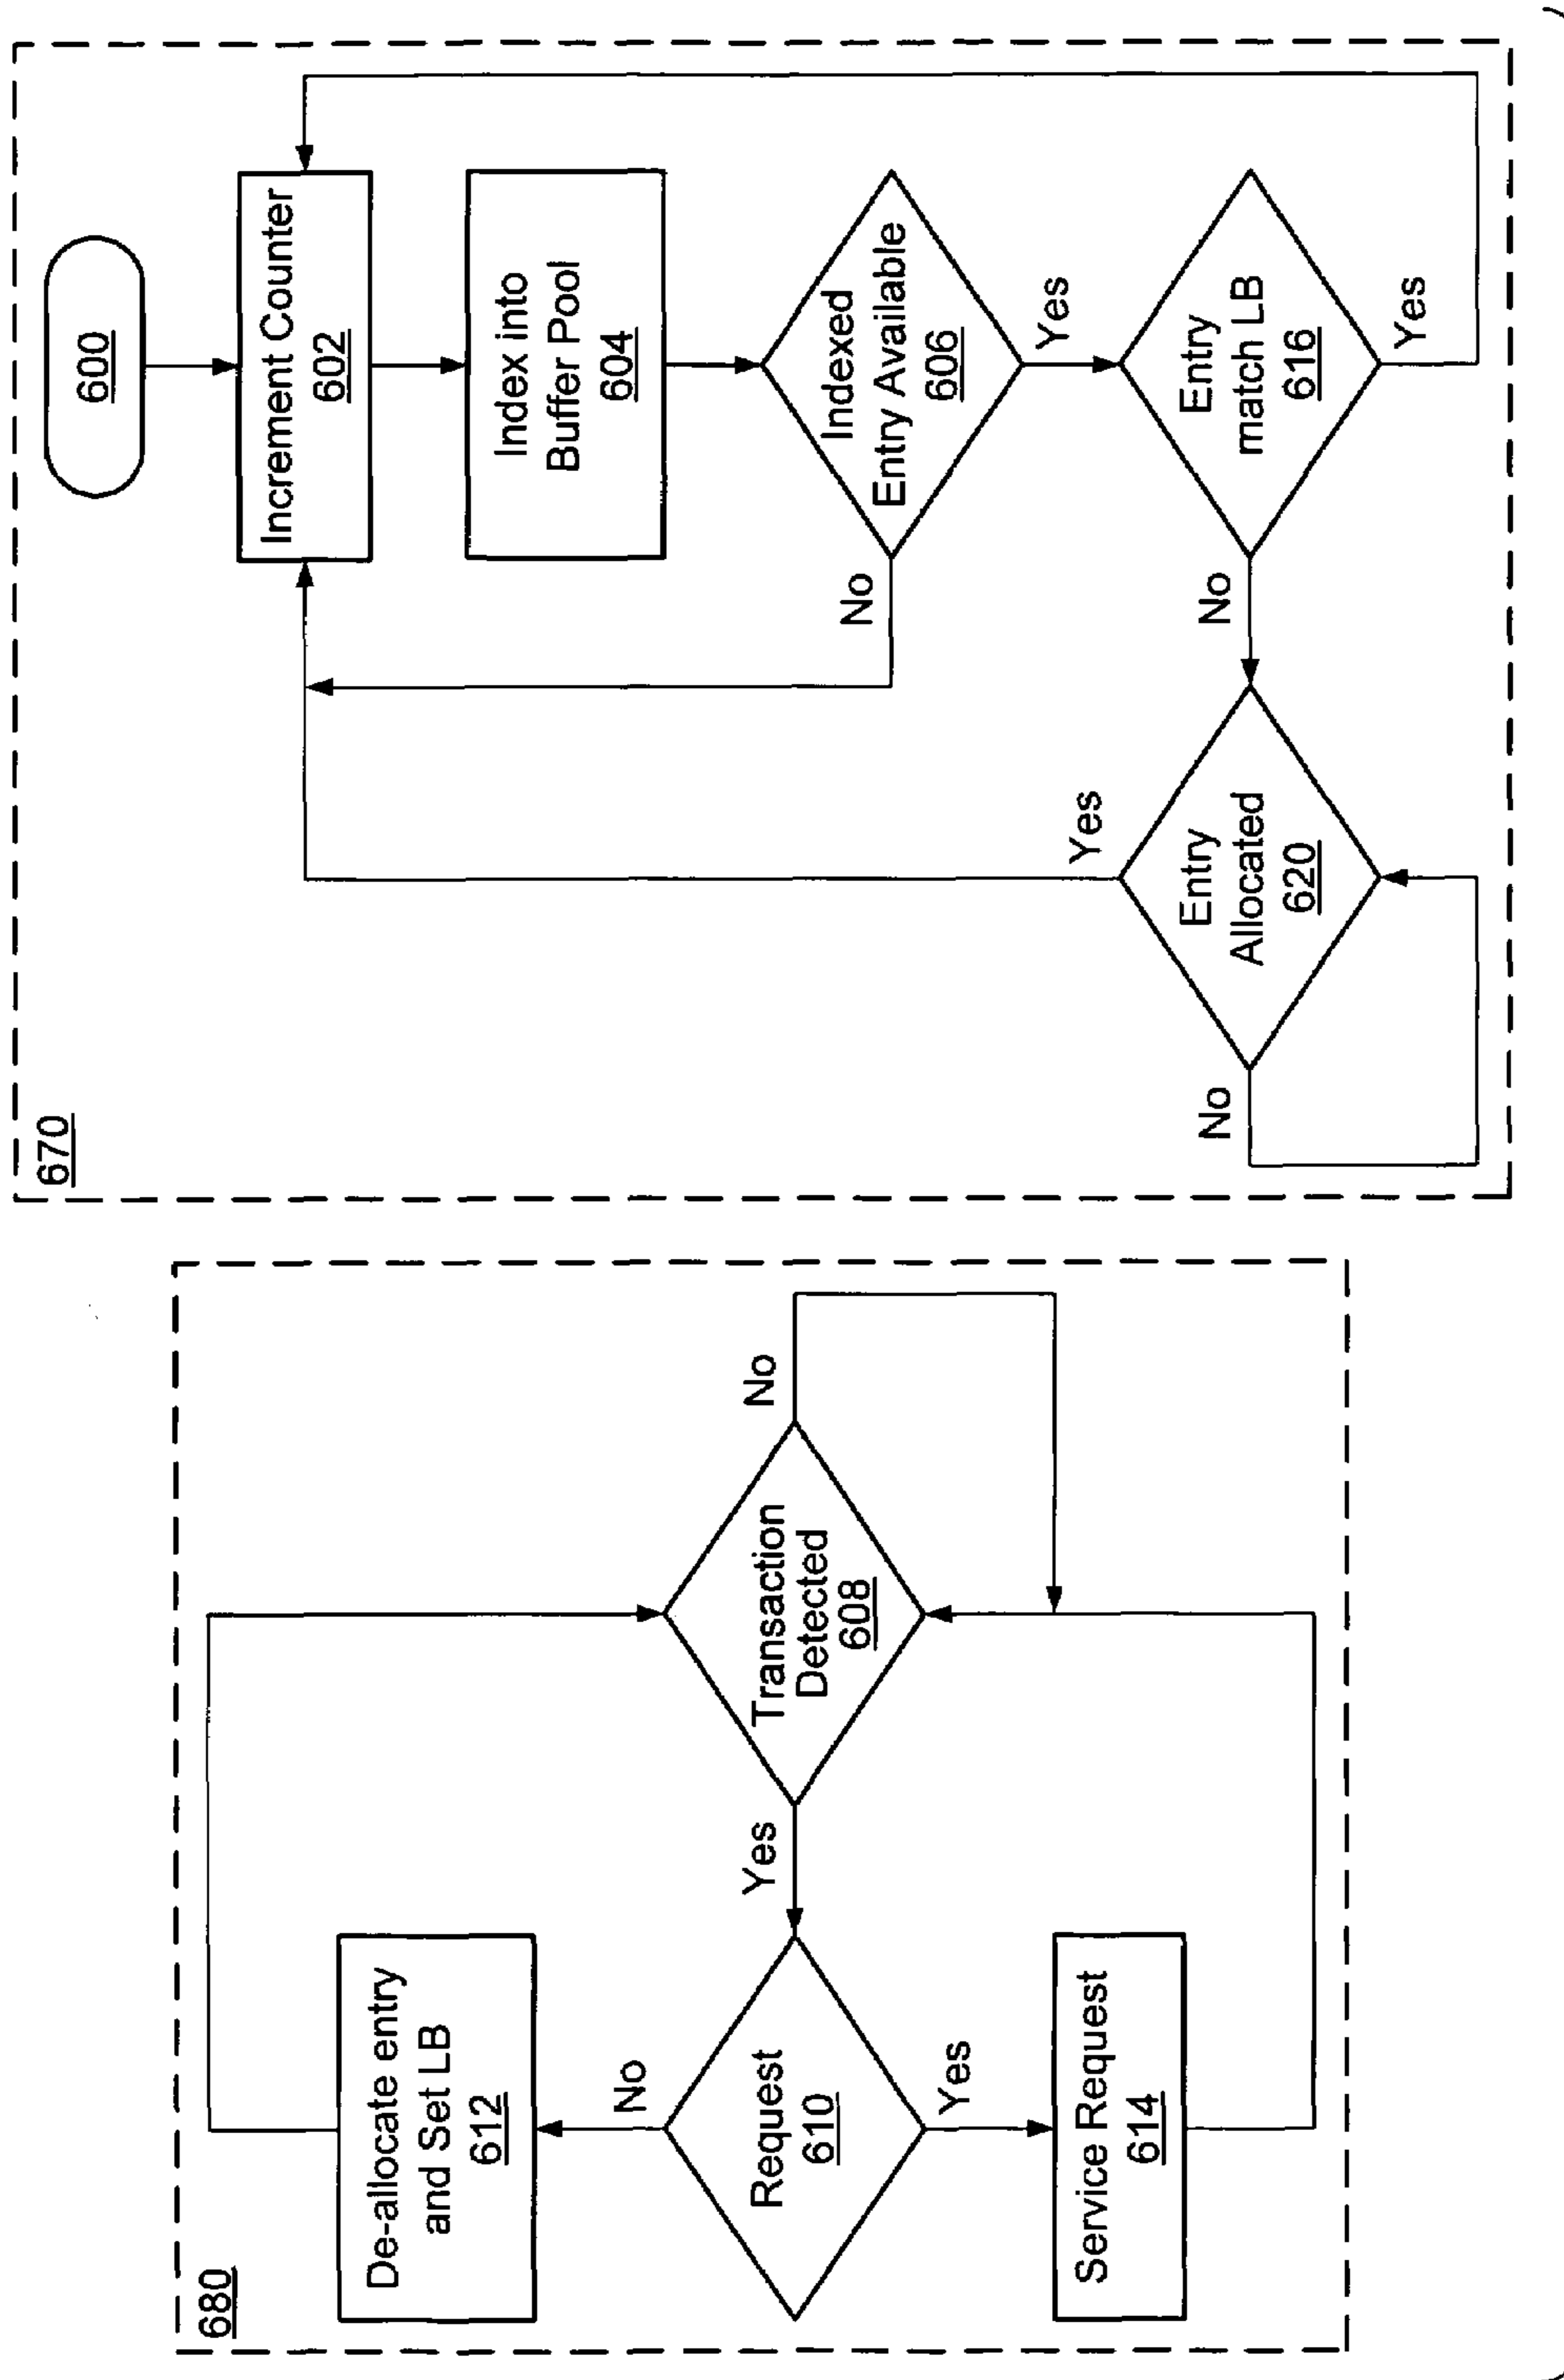 680
De-allocate entry
and Set LB
612
No
Request
610
Yes
Service Request
614
Yes
Transaction
Detected
608
No
670
600
Increment Counter
602
Index into
Buffer Pool
604
Indexed
Entry Available
606
No
Yes
Entry
match LB
616
Yes
No
Entry
Allocated
620
Yes
No